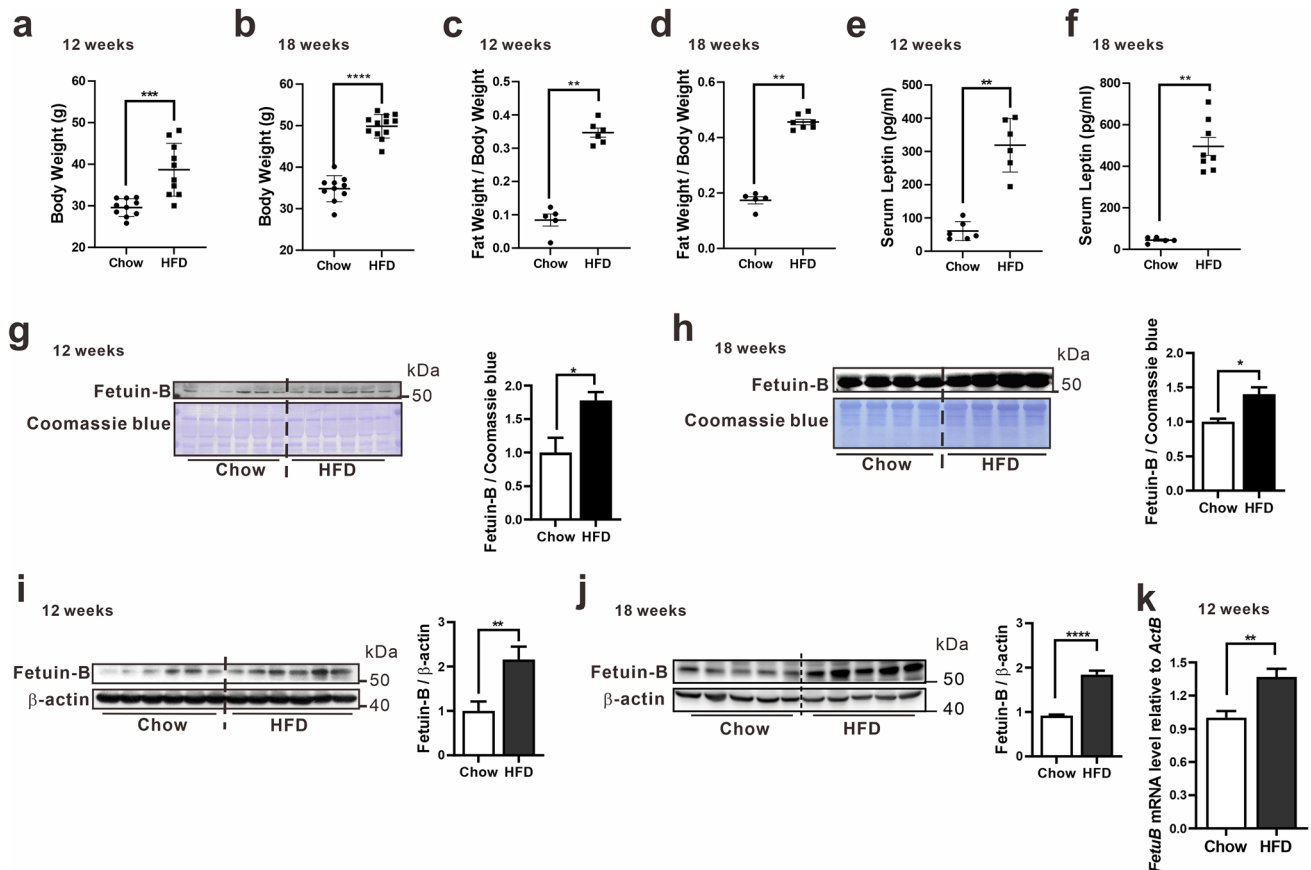 a
12 weeks
Body Weight (g)
60
50
40
30
20
***
Chow
HFD
b
18 weeks
Body Weight (g)
60
50
40
30
20
****
Chow
HFD
c
12 weeks
Fat Weight / Body Weight
0.5
0.4
0.3
0.2
0.1
0.0
**
Chow
HFD
d
18 weeks
Fat Weight / Body Weight
0.6
0.4
0.2
0.0
**
Chow
HFD
e
12 weeks
Serum Leptin (pg/ml)
500
400
300
200
100
0
**
Chow
HFD
f
18 weeks
Serum Leptin (pg/ml)
800
600
400
200
0
**
Chow
HFD
g
12 weeks
kDa
Fetuin-B
50
Coomassie blue
Chow
HFD
Fetuin-B / Coomassie blue
2.0
1.5
1.0
0.5
0.0
*
Chow
HFD
h
18 weeks
kDa
Fetuin-B
50
Coomassie blue
Chow
HFD
Fetuin-B / Coomassie blue
2.0
1.5
1.0
0.5
0.0
*
Chow
HFD
i
12 weeks
kDa
Fetuin-B
50
β-actin
40
Chow
HFD
Fetuin-B / β-actin
3
2
1
0
**
Chow
HFD
j
18 weeks
kDa
Fetuin-B
50
β-actin
40
Chow
HFD
Fetuin-B / β-actin
3
2
1
0
****
Chow
HFD
k
12 weeks
FetuB mRNA level relative to ActB
1.5
1.2
0.9
0.6
0.3
0.0
**
Chow
HFD